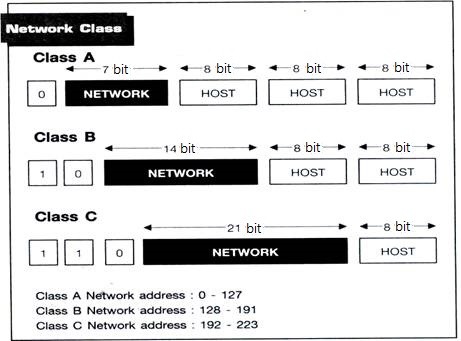 Network Class
Class A
7 bit 8 bit 8 bit 8 bit
0 NETWORK HOST HOST HOST
Class B
14 bit 8 bit 8 bit
1 0 NETWORK HOST HOST
Class C
21 bit 8 bit
1 1 0 NETWORK HOST
Class A Network address : 0 - 127
Class B Network address : 128 - 191
Class C Network address : 192 - 223